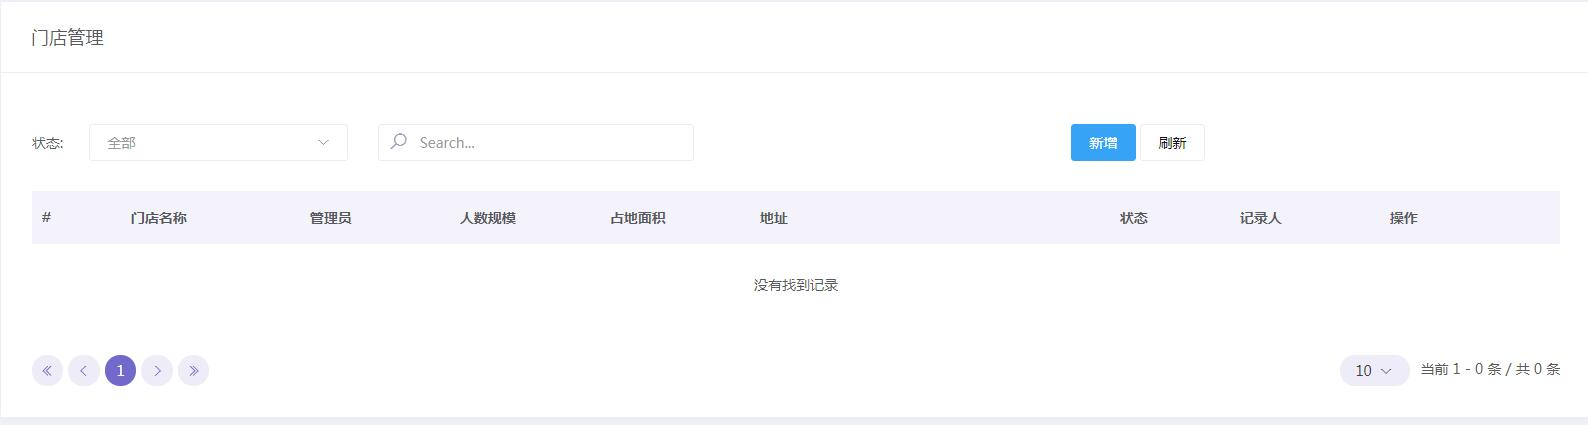 门店管理
状态: 全部 Search... 新增 刷新
# 门店名称 管理员 人数规模 占地面积 地址 状态 记录人 操作
没有找到记录
1 10 当前 1 - 0 条 / 共 0 条